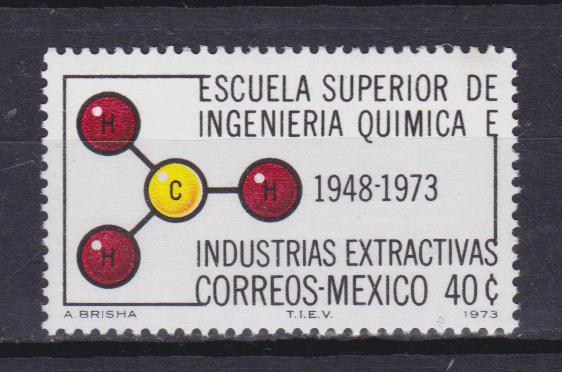 ESCUELA SUPERIOR DE
INGENIERIA QUIMICA E
H
C
H
1948-1973
H
INDUSTRIAS EXTRACTIVAS
CORREOS-MEXICO 40¢
A. BRISHA
T.I.E.V.
1973